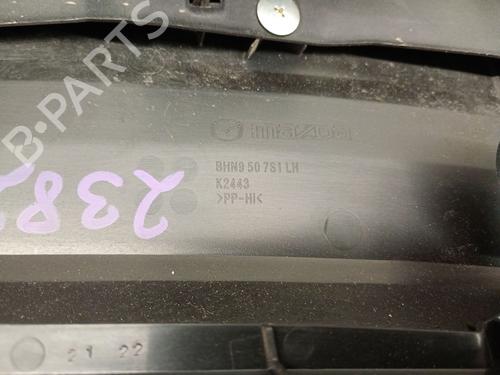 mazda
BHN9 50 7S1 LH
K2443
>PP-HI<
238
21 22
B-PARTS